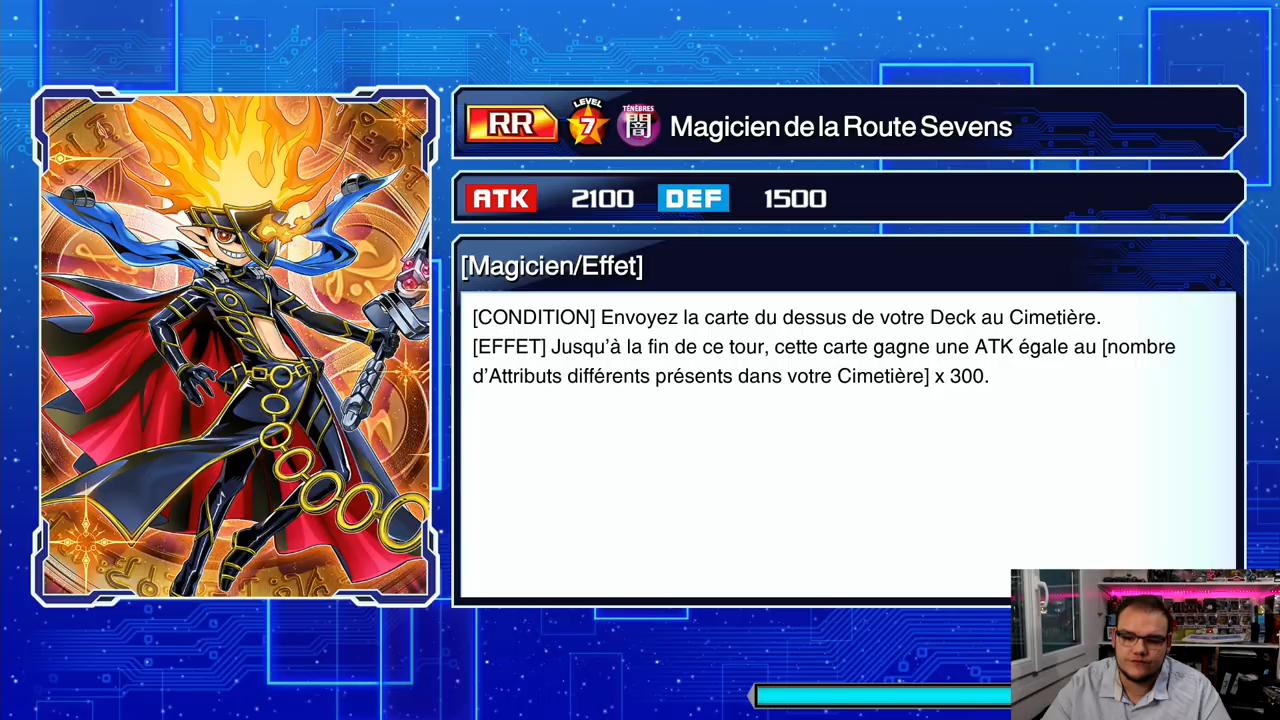 RR LEVEL 7 TÉNÈBRES 闇 Magicien de la Route Sevens
ATK 2100 DEF 1500
[Magicien/Effet]
[CONDITION] Envoyez la carte du dessus de votre Deck au Cimetière.
[EFFET] Jusqu'à la fin de ce tour, cette carte gagne une ATK égale au [nombre
d'Attributs différents présents dans votre Cimetière] x 300.